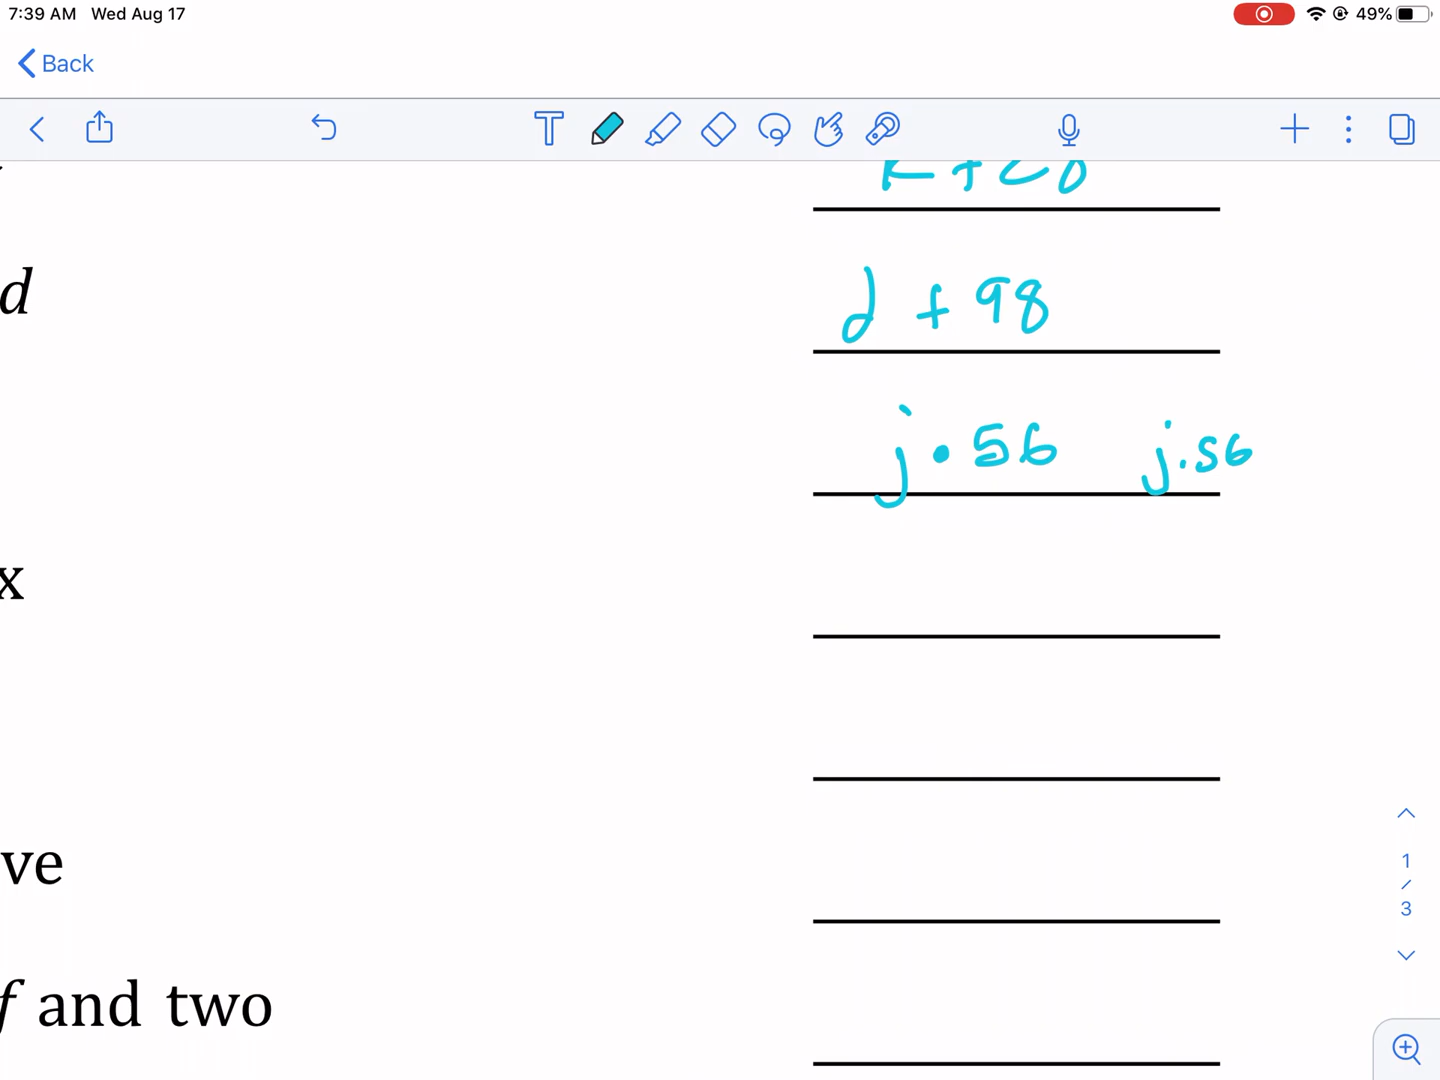 7:39 AM Wed Aug 17 49%
Back
d
d + 98
j • 56 j.56
x
ve
1
/
3
f and two